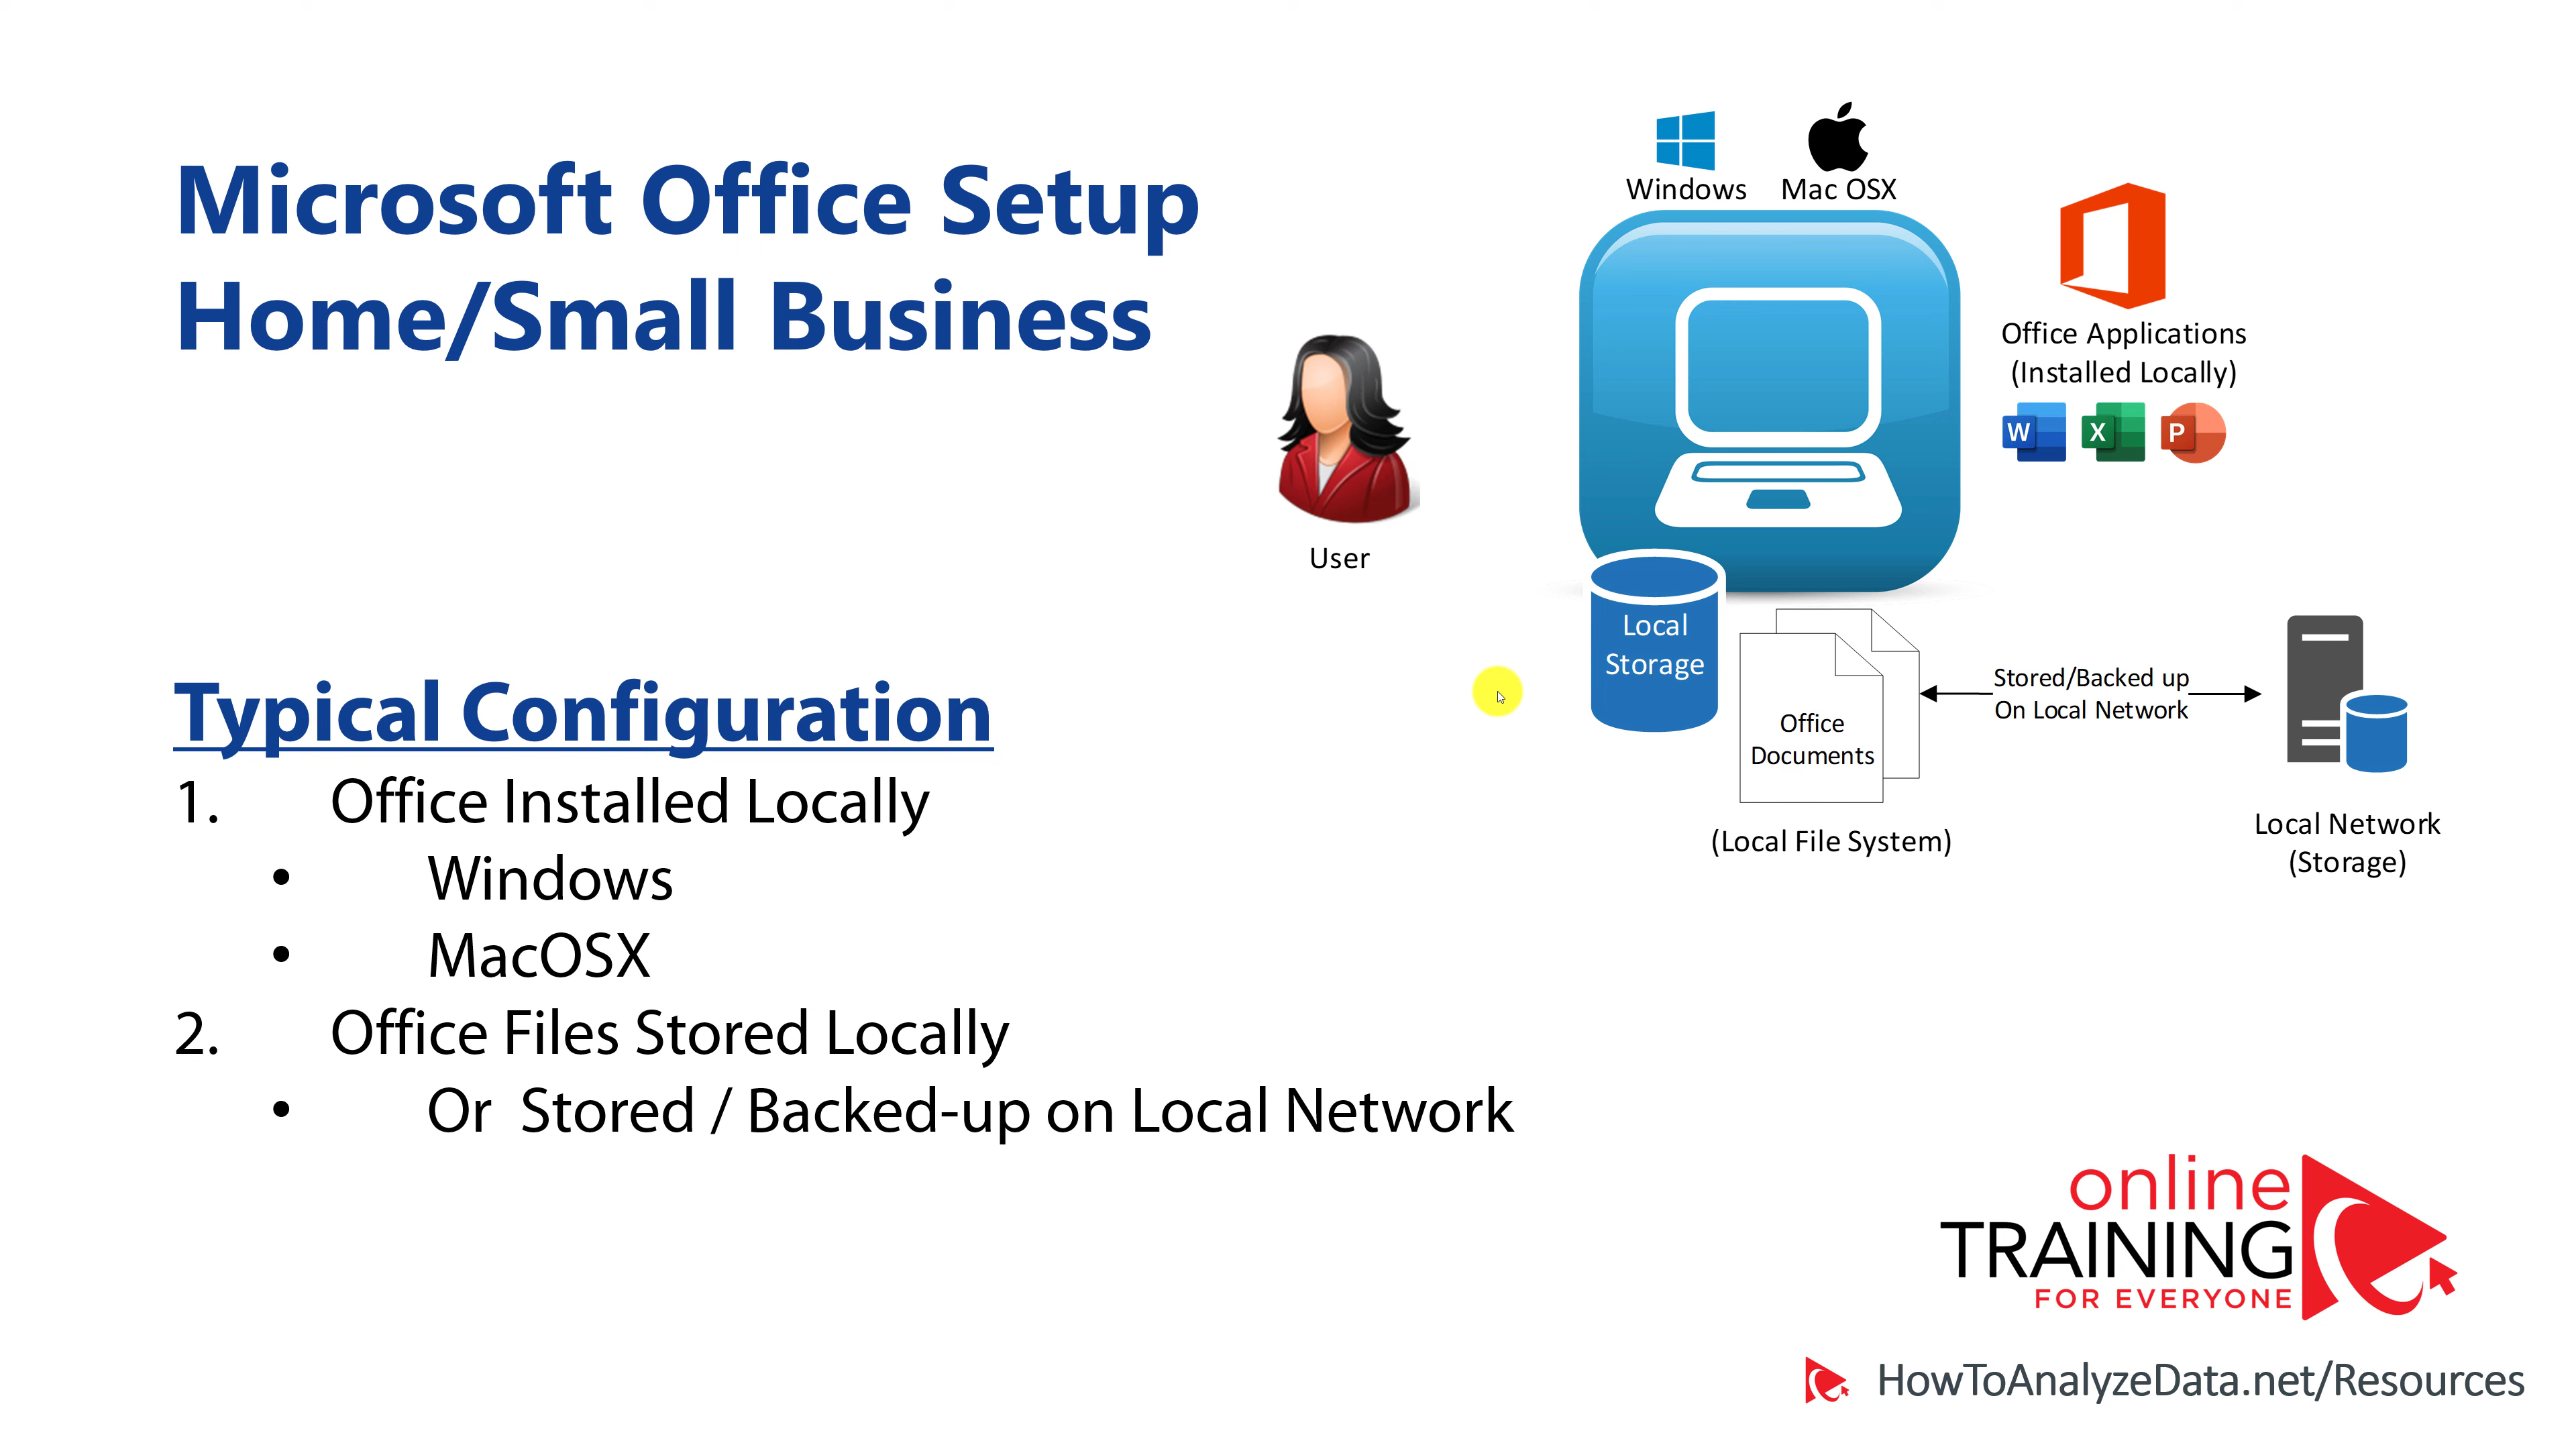 Microsoft Office Setup
Home/Small Business
Windows
Mac OSX
Office Applications
(Installed Locally)
W
X
P
User
Local
Storage
Office
Documents
Stored/Backed up
On Local Network
(Local File System)
Local Network
(Storage)
Typical Configuration
1. Office Installed Locally
• Windows
• MacOSX
2. Office Files Stored Locally
• Or Stored / Backed-up on Local Network
online
TRAINING
FOR EVERYONE
HowToAnalyzeData.net/Resources